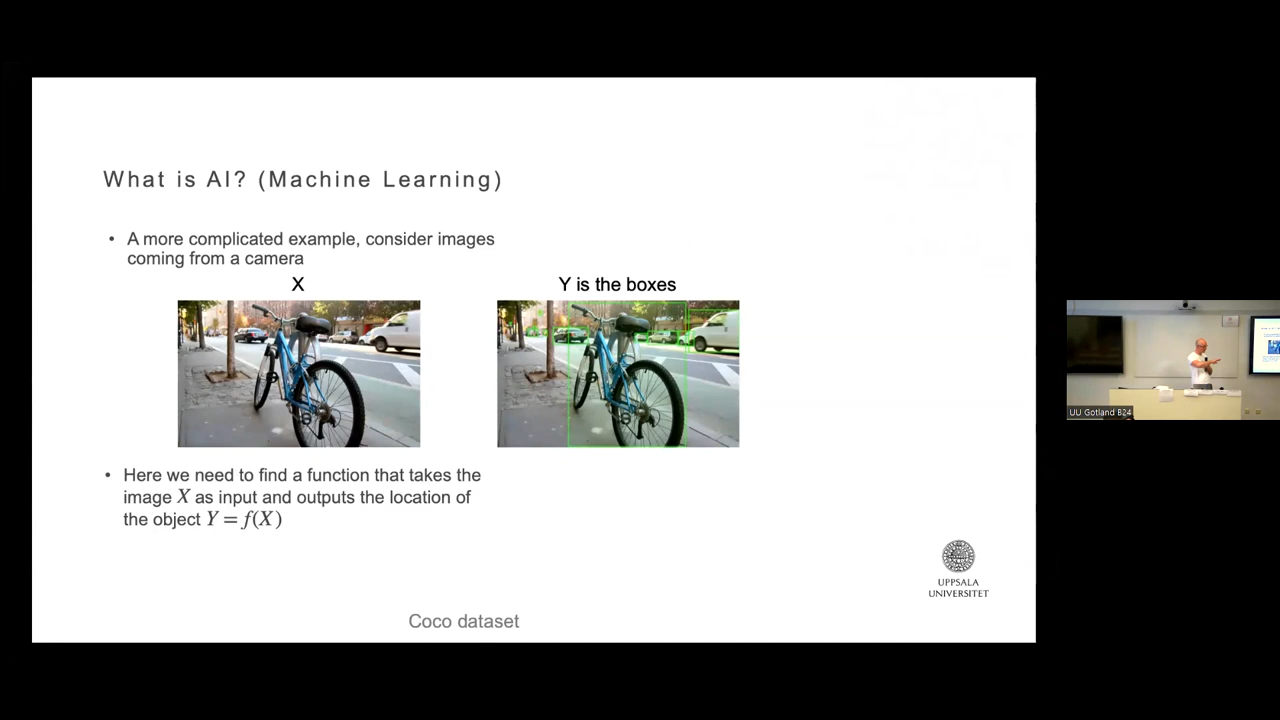 What is AI? (Machine Learning)
• A more complicated example, consider images
coming from a camera
X
Y is the boxes
• Here we need to find a function that takes the
image X as input and outputs the location of
the object Y = f(X)
UPPSALA
UNIVERSITET
Coco dataset
UU Gotland B24